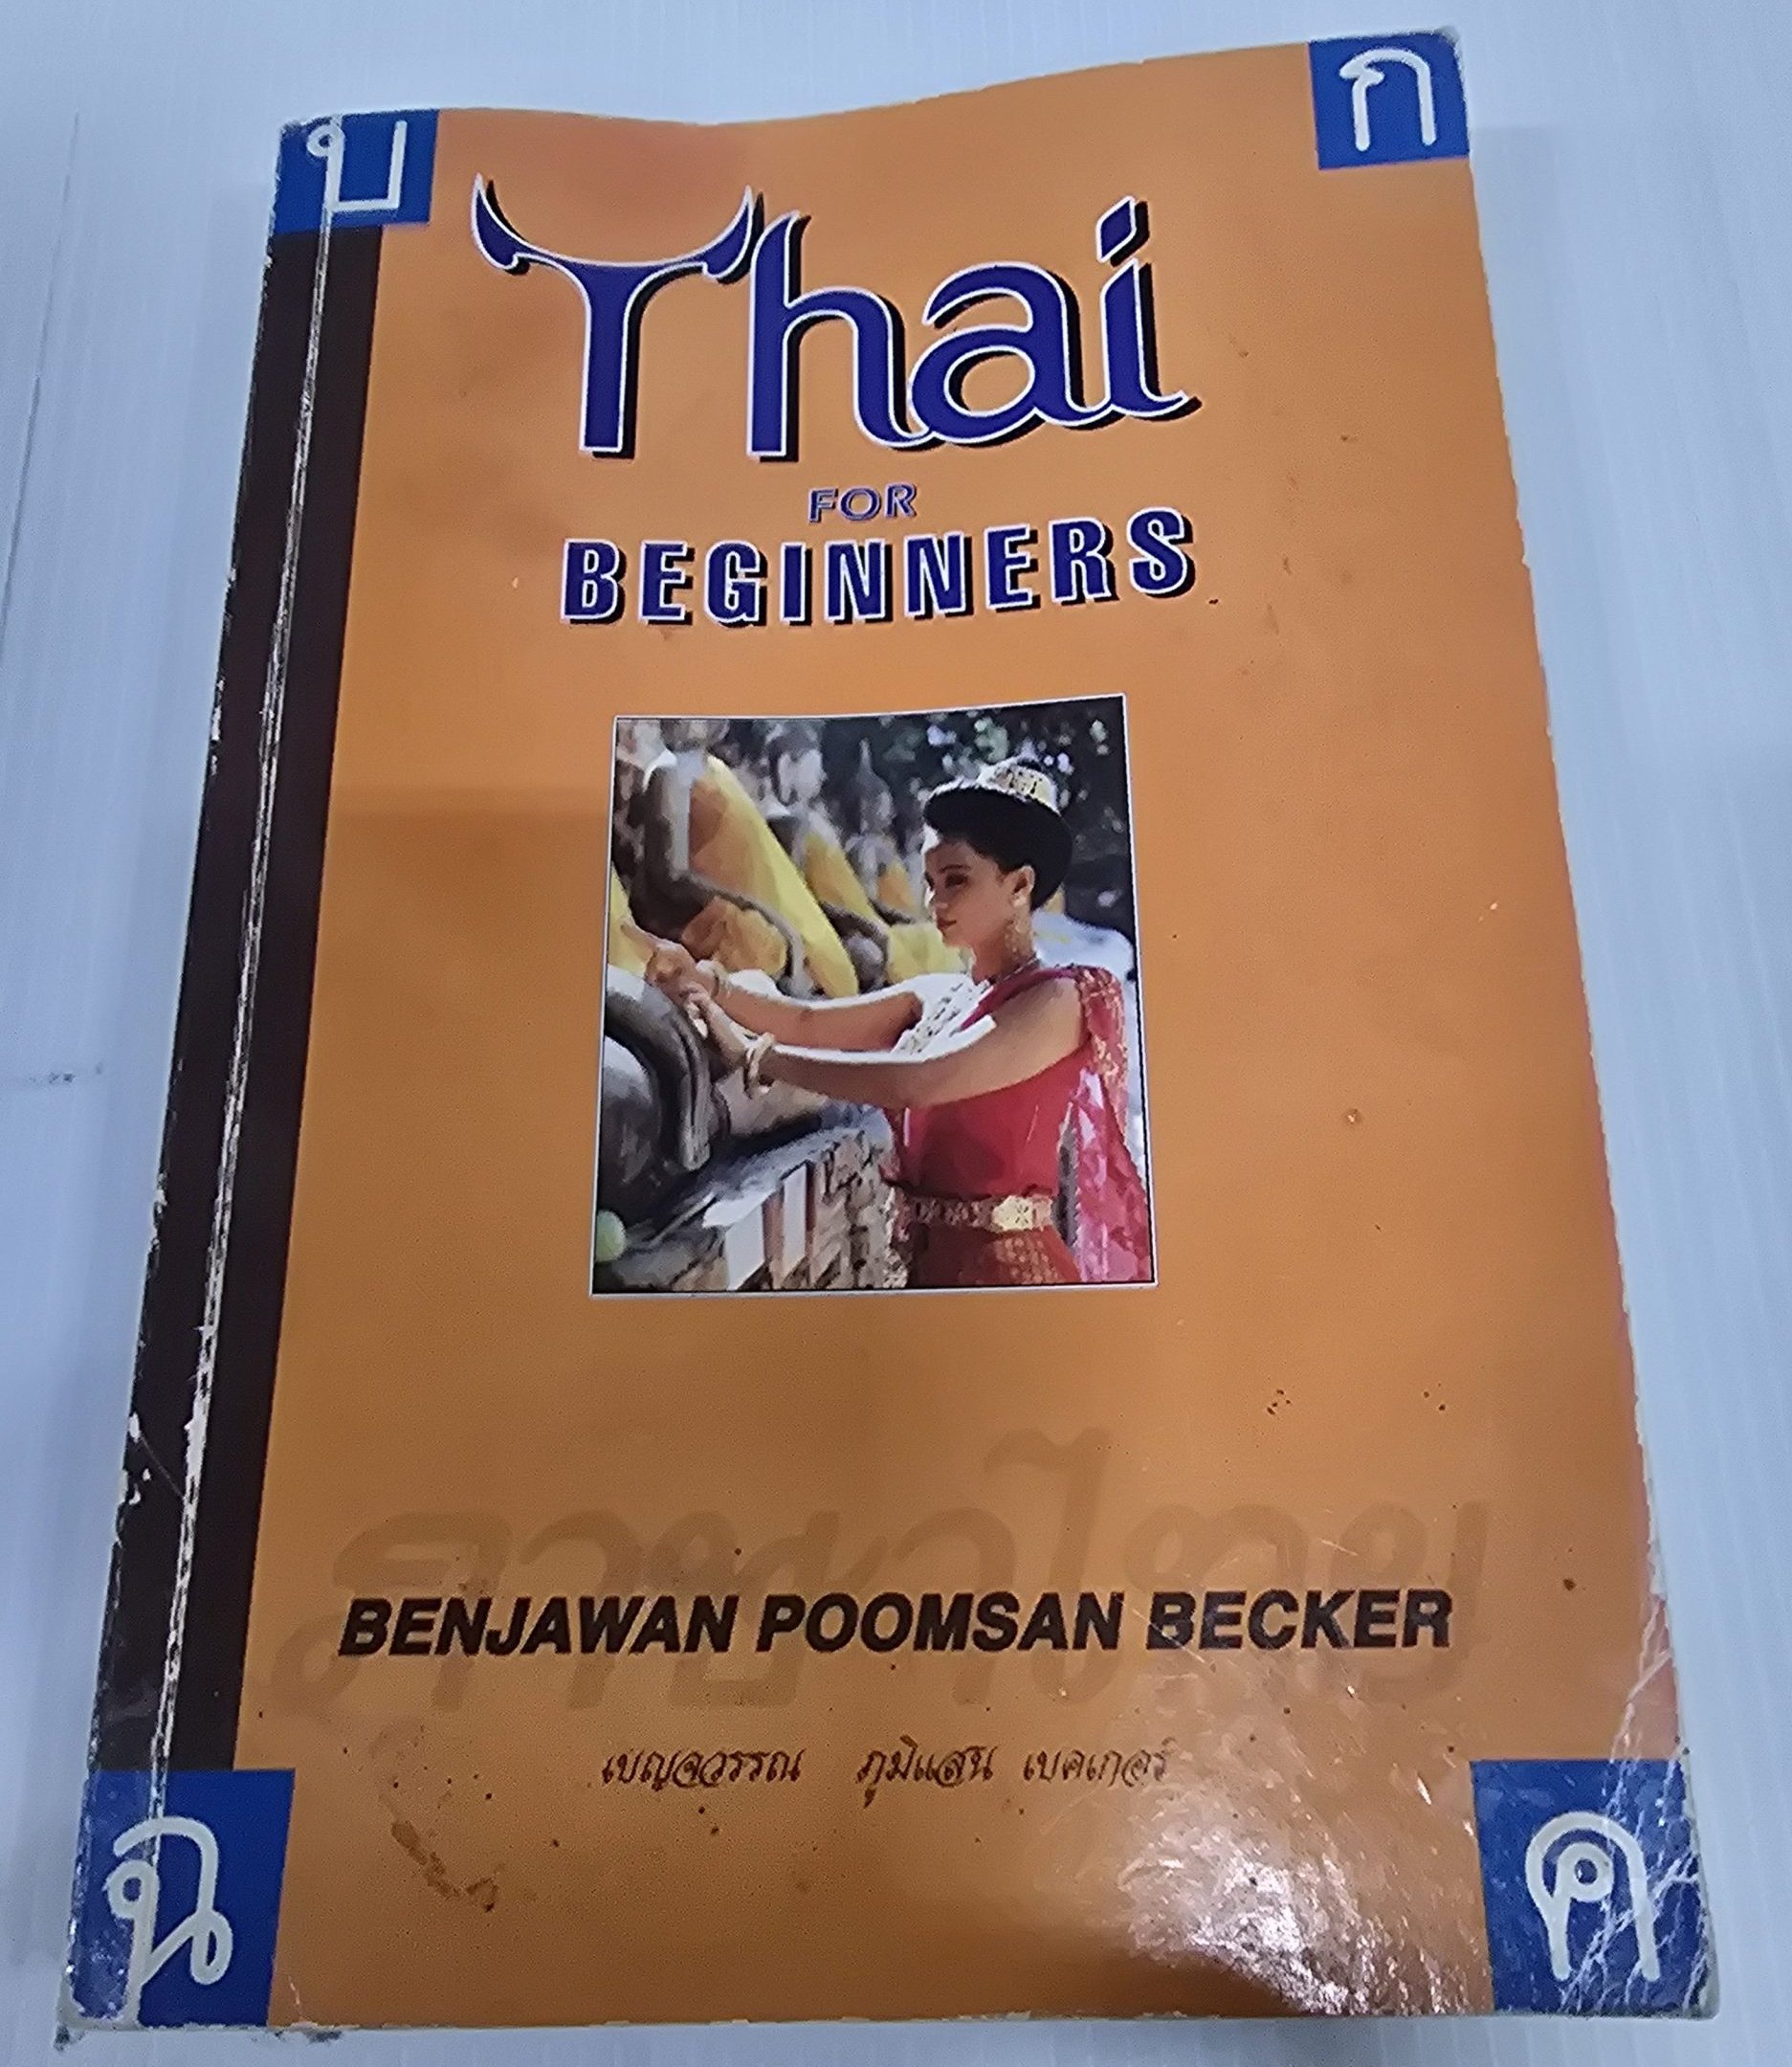 บ ก
Thai
FOR
BEGINNERS
ภาษาไทย
BENJAWAN POOMSAN BECKER
เบญจวรรณ ภูมิแสน เบคเกอร์
ฉ ค